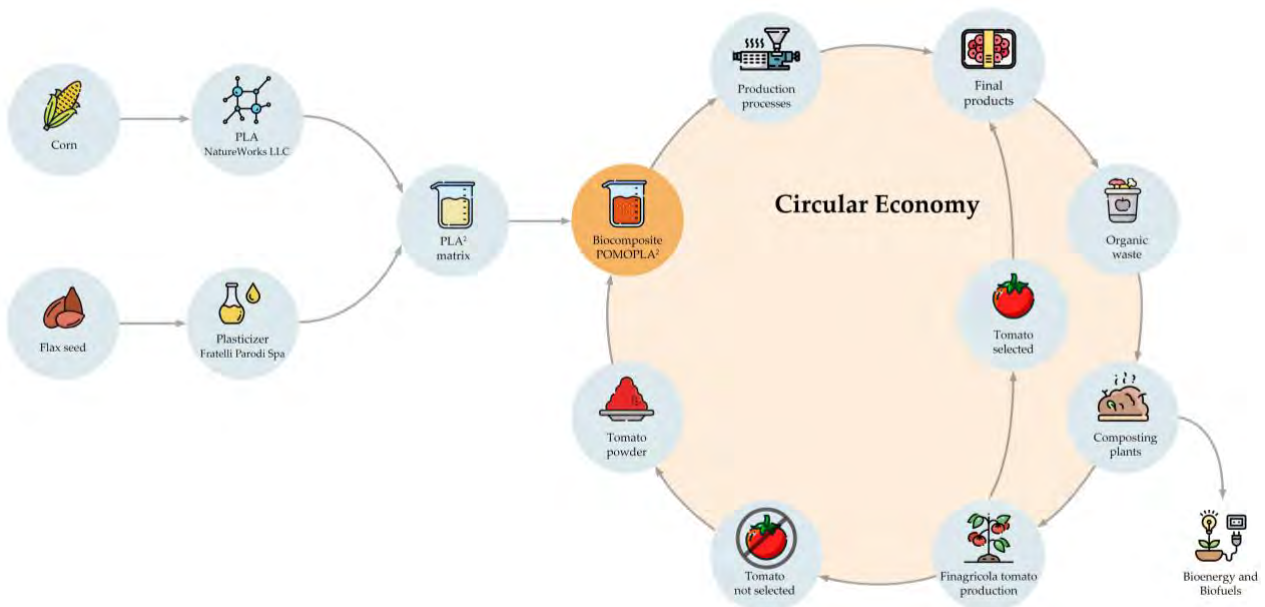 Corn
PLA
NatureWorks LLC
Flax seed
Plasticizer
Fratelli Parodi Spa
PLA²
matrix
Biocomposite
POMOPLA²
Production
processes
Final
products
Circular Economy
Organic
waste
Tomato
selected
Composting
plants
Bioenergy and
Biofuels
Finagricola tomato
production
Tomato
not selected
Tomato
powder